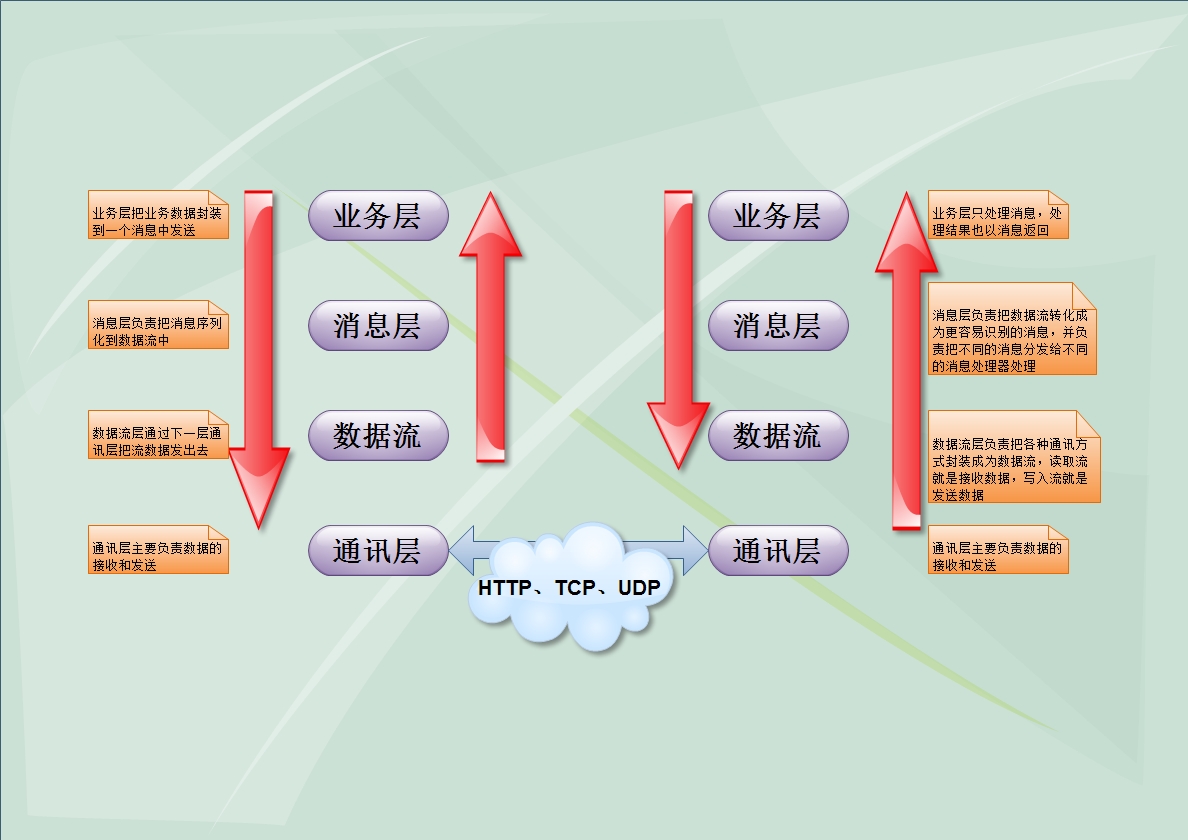 业务层把业务数据封装
到一个消息中发送
业务层
业务层
业务层只处理消息，处
理结果也以消息返回
消息层负责把消息序列
化到数据流中
消息层
消息层
消息层负责把数据流转化成
为更容易识别的消息，并负
责把不同的消息分发给不同
的消息处理器处理
数据流层通过下一层通
讯层把流数据发出去
数据流
数据流
数据流层负责把各种通讯方
式封装成为数据流，读取流
就是接收数据，写入流就是
发送数据
通讯层主要负责数据的
接收和发送
通讯层
HTTP、TCP、UDP
通讯层
通讯层主要负责数据的
接收和发送